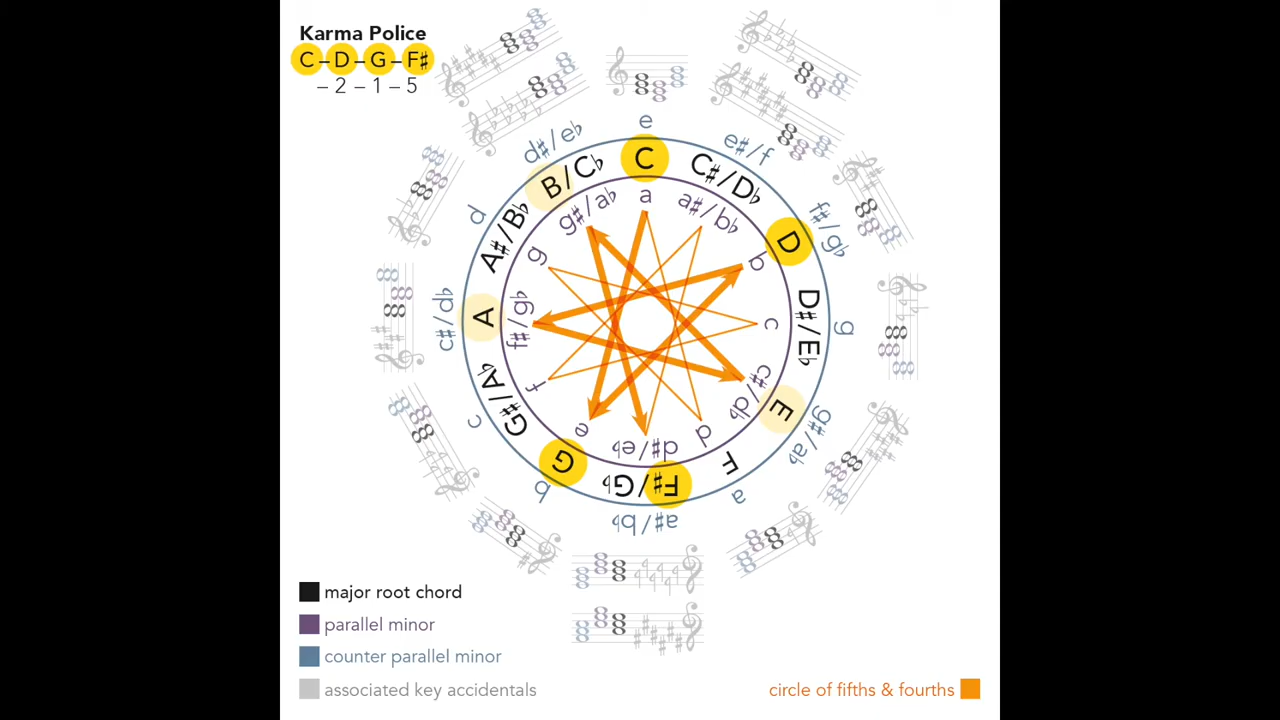 Karma Police
C – D – G – F♯
– 2 – 1 – 5
e
e♯/f
f♯/g♭
g
g♯/a♭
a
a♯/b♭
b
c
c♯/d♭
d
d♯/e♭
C
C♯/D♭
D
D♯/E♭
E
F
F♯/G♭
G
G♯/A♭
A
A♯/B♭
B/C♭
a
a♯/b♭
b
c
c♯/d♭
d
d♯/e♭
e
f
f♯/g♭
g
g♯/a♭
major root chord
parallel minor
counter parallel minor
associated key accidentals
circle of fifths & fourths